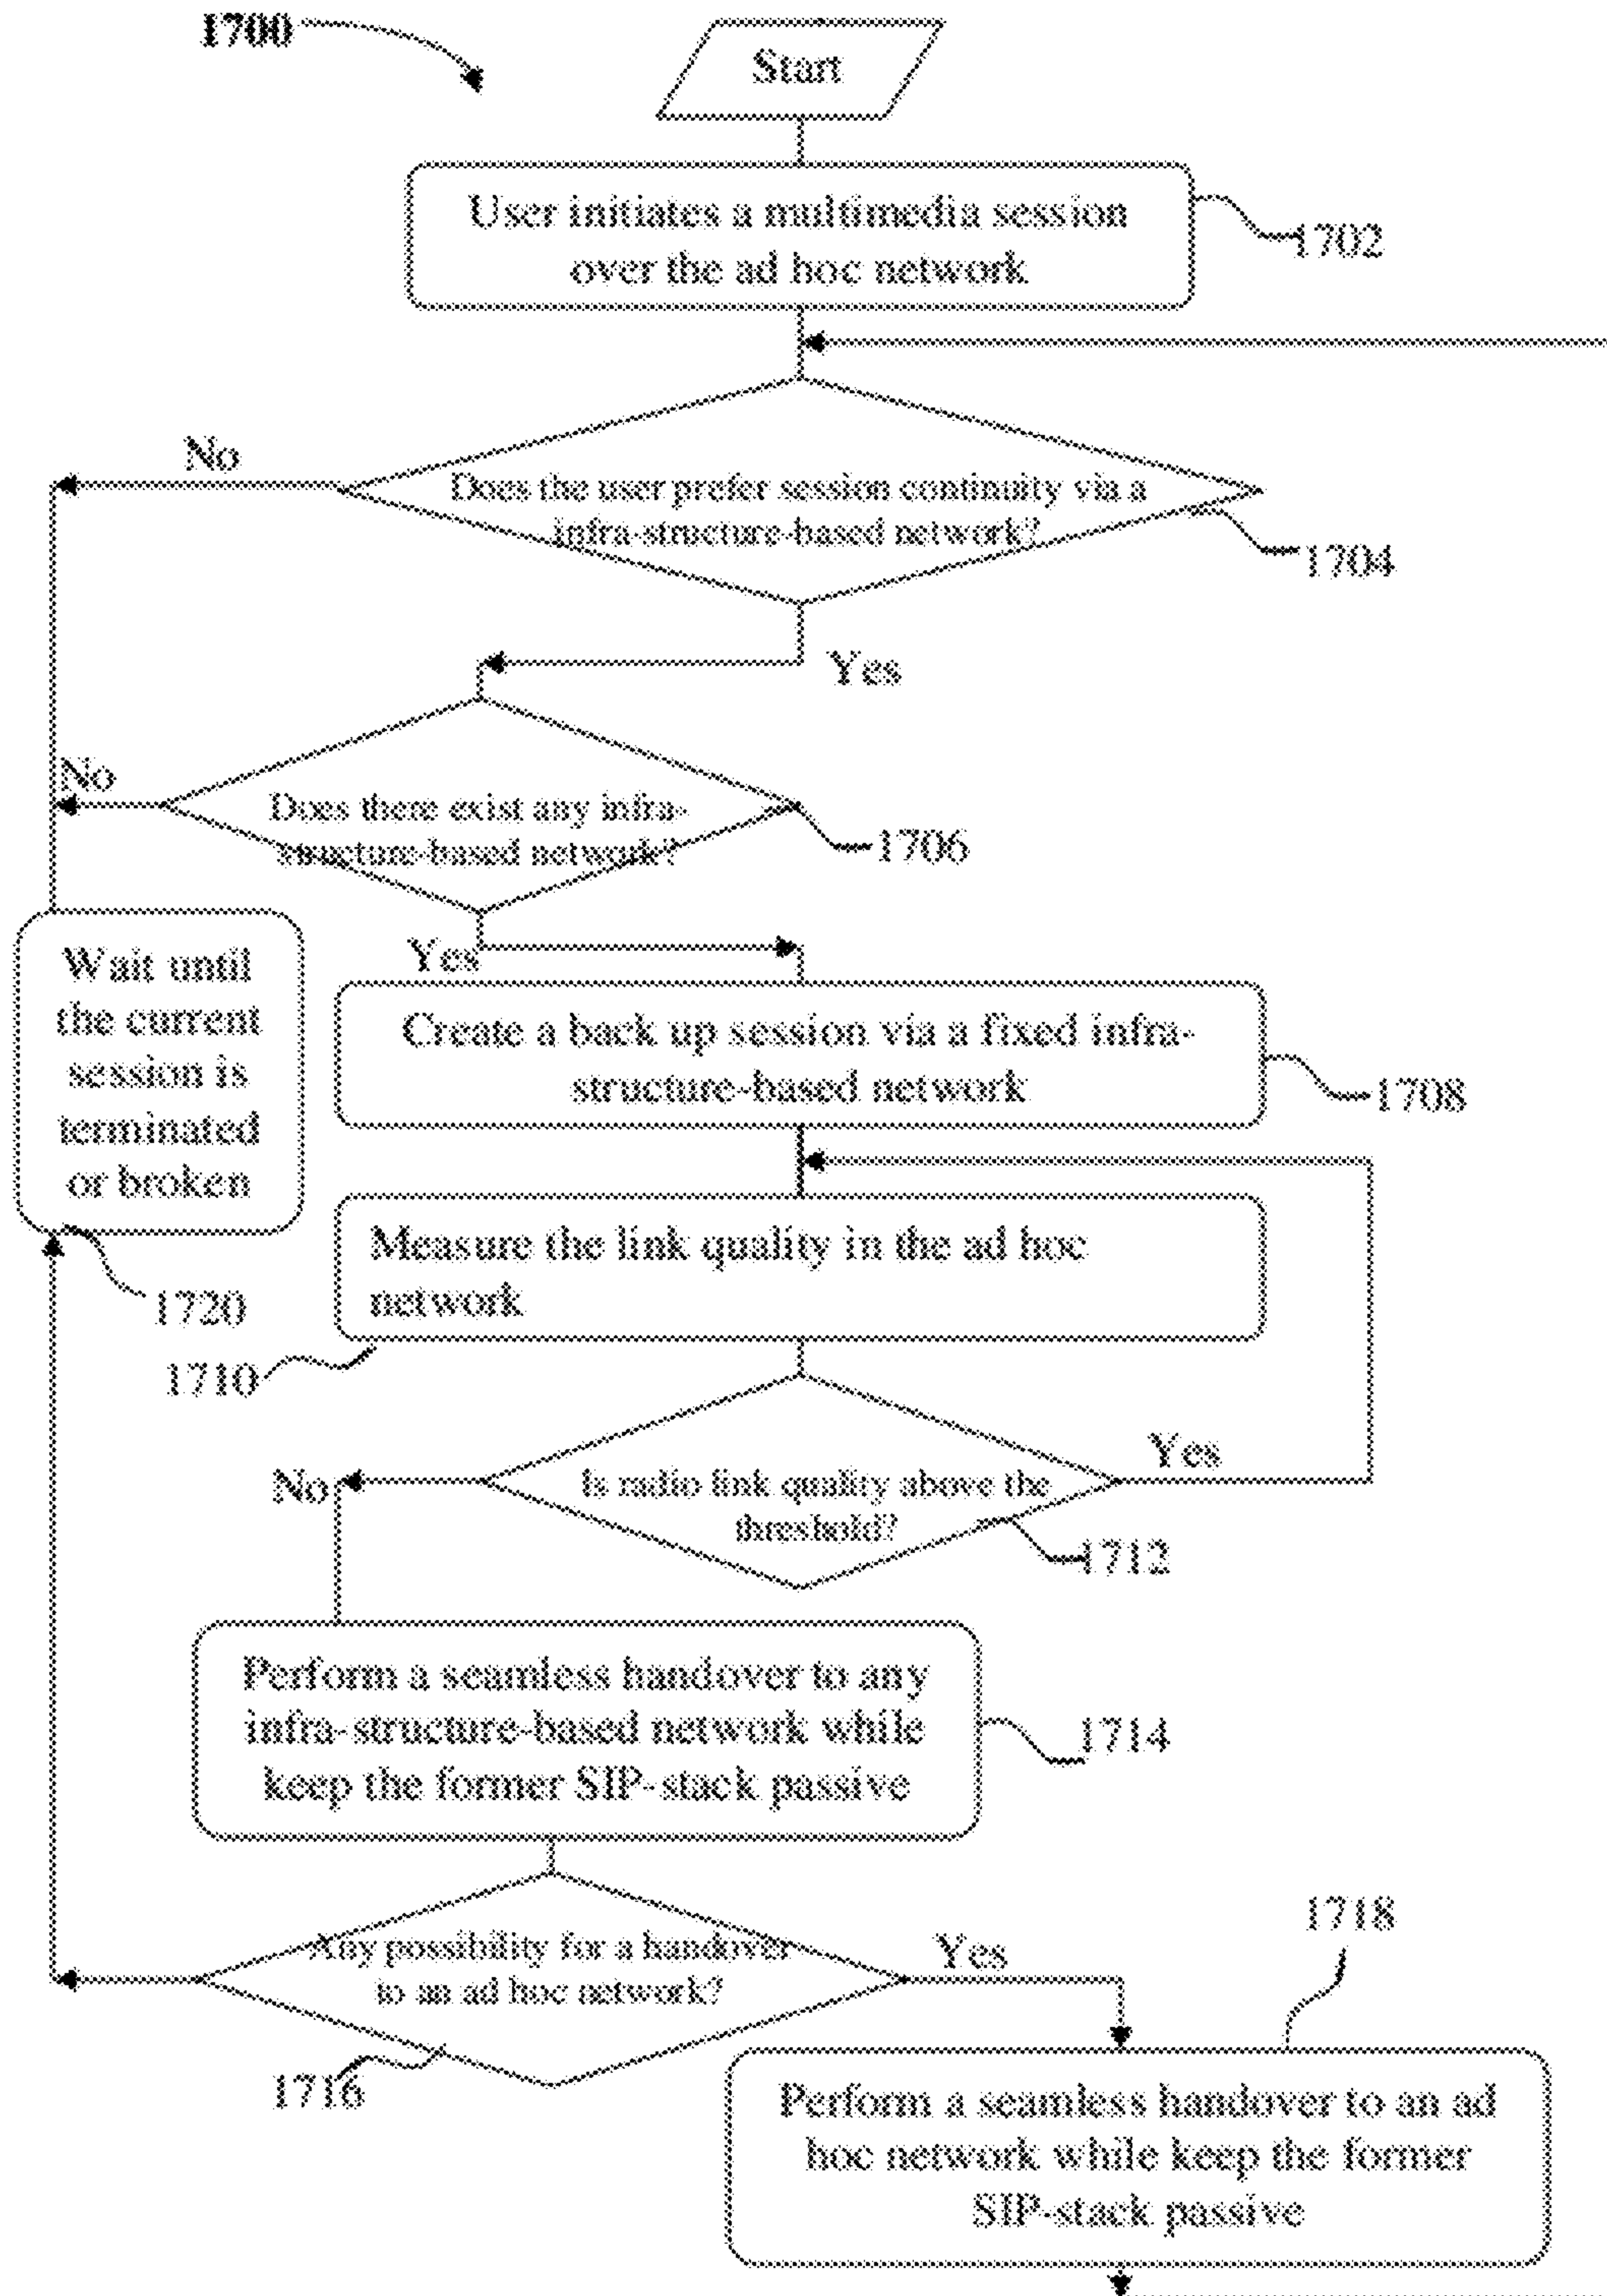 1700
Start
User initiates a multimedia session
over the ad hoc network
1702
No
Does the user prefer session continuity via a
infra-structure-based network?
1704
Yes
No
Does there exist any infra-
structure-based network?
1706
Yes
Wait until
the current
session is
terminated
or broken
1720
Create a back up session via a fixed infra-
structure-based network
1708
Measure the link quality in the ad hoc
network
1710
No
Is radio link quality above the
threshold?
Yes
1712
Perform a seamless handover to any
infra-structure-based network while
keep the former SIP-stack passive
1714
Any possibility for a handover
to an ad hoc network?
Yes
1716
1718
Perform a seamless handover to an ad
hoc network while keep the former
SIP-stack passive